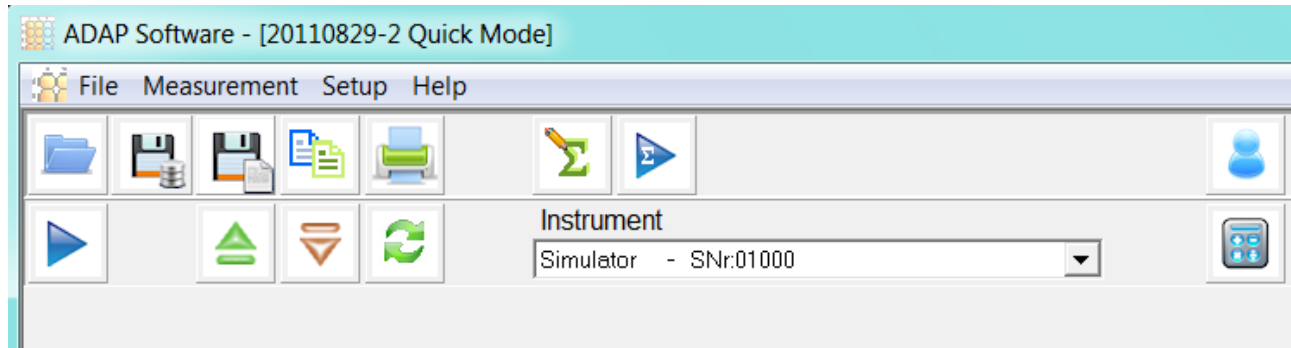 ADAP Software - [20110829-2 Quick Mode]
File Measurement Setup Help
Σ Σ
Instrument
Simulator - SNr:01000